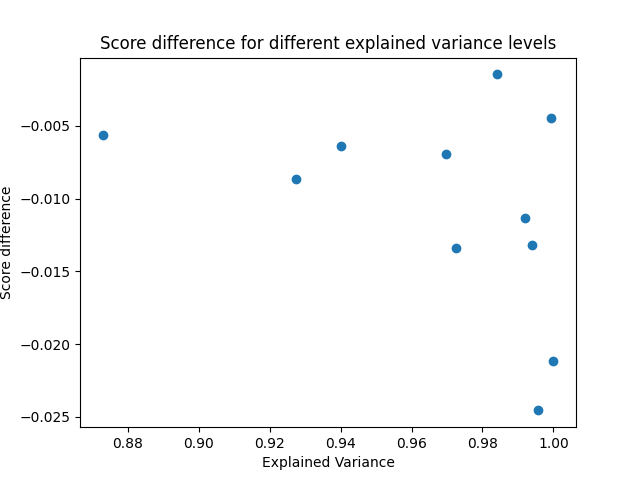 Score difference for different explained variance levels
Score difference
−0.005
−0.010
−0.015
−0.020
−0.025
0.88 0.90 0.92 0.94 0.96 0.98 1.00
Explained Variance